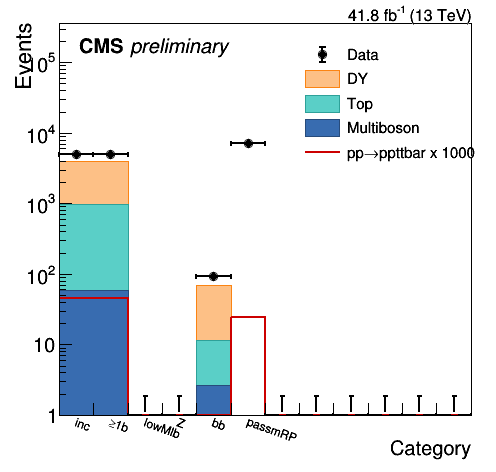 41.8 fb⁻¹ (13 TeV)
Events
CMS preliminary
Data
DY
Top
Multiboson
pp→ppttbar x 1000
10⁵
10⁴
10³
10²
10
1
inc ≥1b lowMlb Z bb passmRP
Category